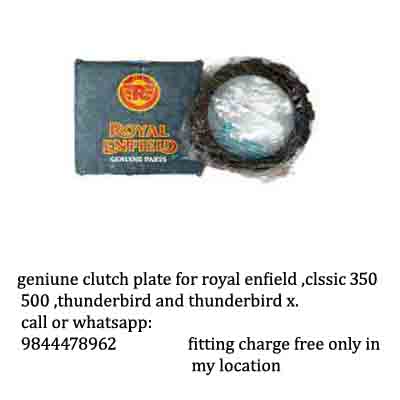 RE
ROYAL
ENFIELD
GENUINE PARTS
geniune clutch plate for royal enfield ,clssic 350
500 ,thunderbird and thunderbird x.
call or whatsapp:
9844478962 fitting charge free only in
my location